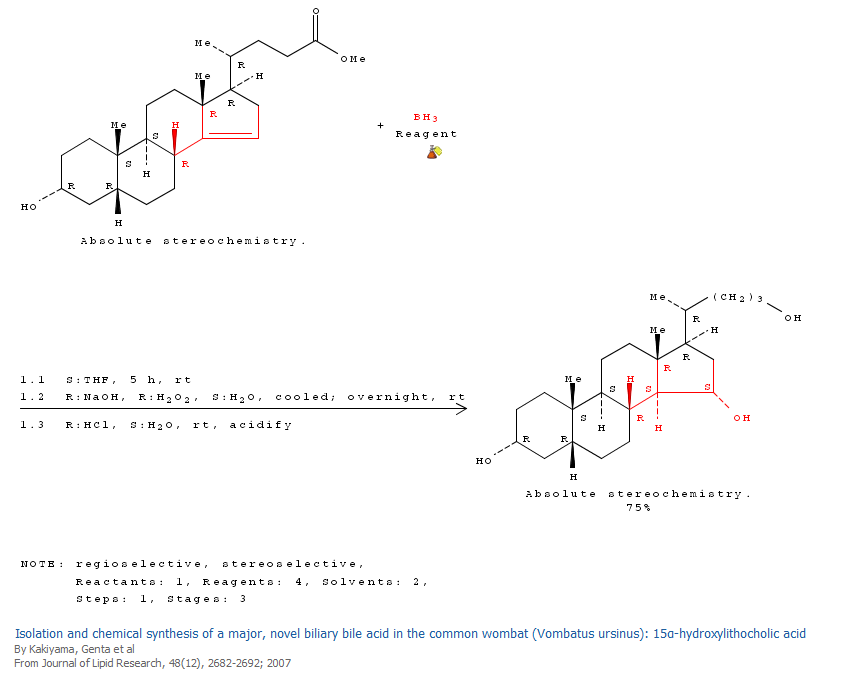 O
Me
R
OMe
H
Me
R
R
Me
H
S
R
S
H
R
R
HO
H
Absolute stereochemistry.
+
BH3
Reagent
Me
(CH2)3
OH
R
H
Me
R
R
Me
H
S
S
S
S
H
R
H
OH
R
R
HO
H
Absolute stereochemistry.
75%
1.1 S:THF, 5 h, rt
1.2 R:NaOH, R:H2O2, S:H2O, cooled; overnight, rt
1.3 R:HCl, S:H2O, rt, acidify
NOTE: regioselective, stereoselective,
Reactants: 1, Reagents: 4, Solvents: 2,
Steps: 1, Stages: 3
Isolation and chemical synthesis of a major, novel biliary bile acid in the common wombat (Vombatus ursinus): 15α-hydroxylithocholic acid
By Kakiyama, Genta et al
From Journal of Lipid Research, 48(12), 2682-2692; 2007